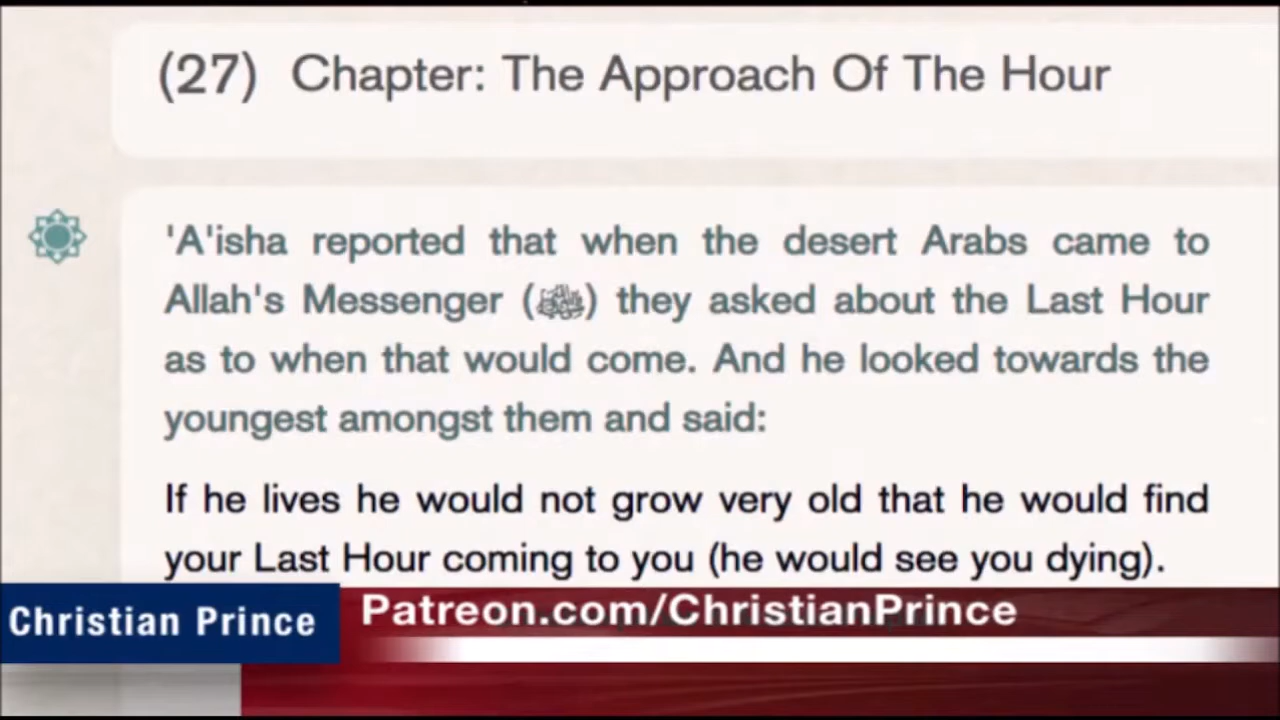 (27) Chapter: The Approach Of The Hour
'A'isha reported that when the desert Arabs came to
Allah's Messenger (ﷺ) they asked about the Last Hour
as to when that would come. And he looked towards the
youngest amongst them and said:
If he lives he would not grow very old that he would find
your Last Hour coming to you (he would see you dying).
Christian Prince
Patreon.com/ChristianPrince